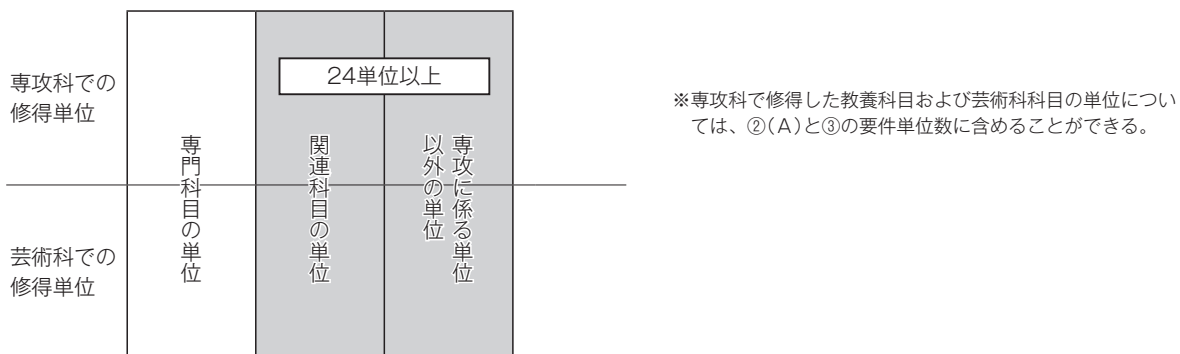 専攻科での
修得単位
24単位以上
専門科目の単位
関連科目の単位
専攻に係る単位
以外の単位
芸術科での
修得単位
※専攻科で修得した教養科目および芸術科科目の単位につい
ては、②(A)と③の要件単位数に含めることができる。